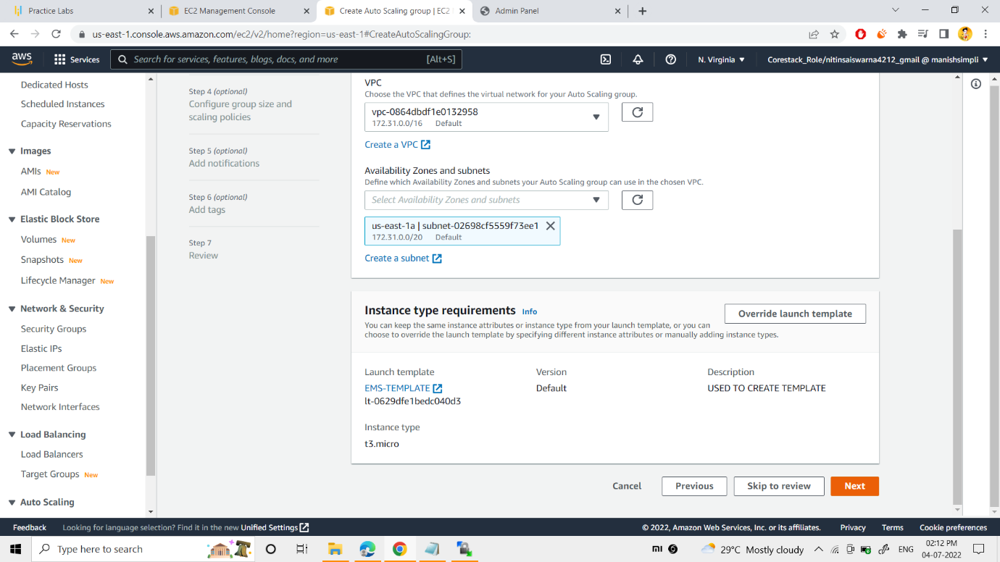 Practice Labs
EC2 Management Console
Create Auto Scaling group | EC2
Admin Panel
us-east-1.console.aws.amazon.com/ec2/v2/home?region=us-east-1#CreateAutoScalingGroup:
aws
Services
Search for services, features, blogs, docs, and more
[Alt+S]
N. Virginia
Corestack_Role/nitinsaiswarna4212_gmail @ manishsimpli
Dedicated Hosts
Scheduled Instances
Capacity Reservations
Images
AMIs New
AMI Catalog
Elastic Block Store
Volumes New
Snapshots New
Lifecycle Manager New
Network & Security
Security Groups
Elastic IPs
Placement Groups
Key Pairs
Network Interfaces
Load Balancing
Load Balancers
Target Groups New
Auto Scaling
Step 4 (optional)
Configure group size and
scaling policies
Step 5 (optional)
Add notifications
Step 6 (optional)
Add tags
Step 7
Review
VPC
Choose the VPC that defines the virtual network for your Auto Scaling group.
vpc-0864dbdf1e0132958
172.31.0.0/16 Default
Create a VPC
Availability Zones and subnets
Define which Availability Zones and subnets your Auto Scaling group can use in the chosen VPC.
Select Availability Zones and subnets
us-east-1a | subnet-02698cf5559f73ee1
172.31.0.0/20 Default
Create a subnet
Instance type requirements Info
Override launch template
You can keep the same instance attributes or instance type from your launch template, or you can
choose to override the launch template by specifying different instance attributes or manually adding instance types.
Launch template
EMS-TEMPLATE
lt-0629dfe1bedc040d3
Version
Default
Description
USED TO CREATE TEMPLATE
Instance type
t3.micro
Cancel
Previous
Skip to review
Next
Feedback
Looking for language selection? Find it in the new Unified Settings
© 2022, Amazon Web Services, Inc. or its affiliates.
Privacy
Terms
Cookie preferences
Type here to search
29°C Mostly cloudy
ENG
02:12 PM
04-07-2022